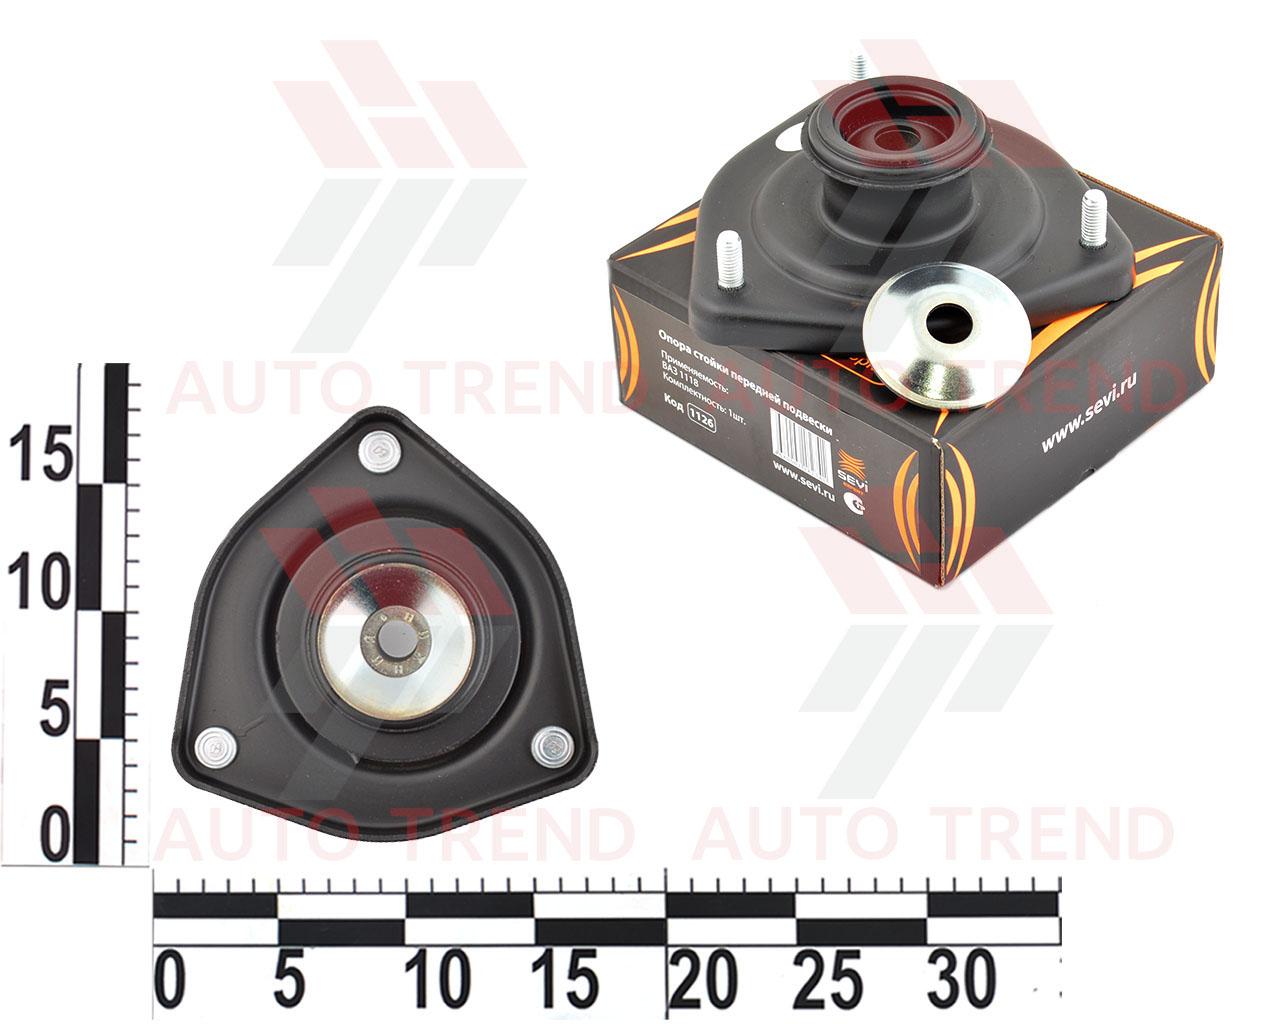 AUTO TREND
AUTO TREND
Опора стойки передней подвески
Применяемость:
ВАЗ 1118
Комплектность: 1шт.
Код 1126
www.sevi.ru
SEVI
EXPERT
www.sevi.ru
15
10
5
0
AUTO TREND
AUTO TREND
0 5 10 15 20 25 30